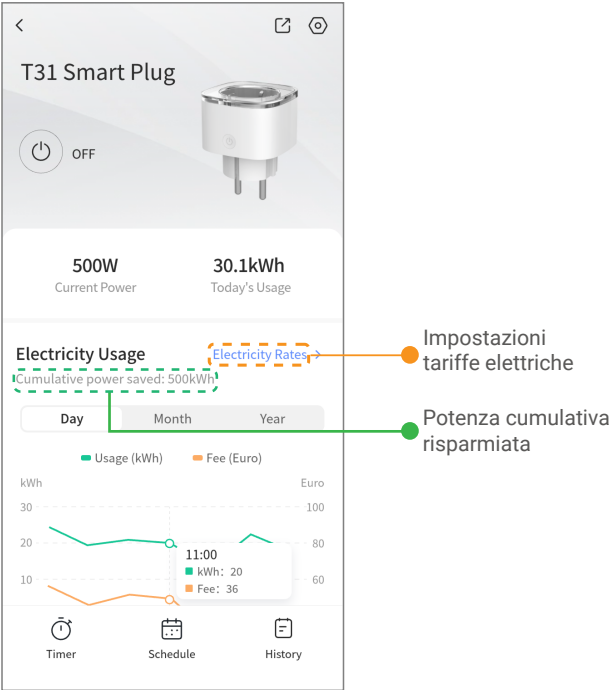 T31 Smart Plug
OFF
500W
Current Power
30.1kWh
Today's Usage
Electricity Usage
Electricity Rates
Cumulative power saved: 500kWh
Day
Month
Year
Usage (kWh)
Fee (Euro)
kWh
Euro
30
100
20
80
10
60
11:00
kWh: 20
Fee: 36
Timer
Schedule
History
Impostazioni
tariffe elettriche
Potenza cumulativa
risparmiata